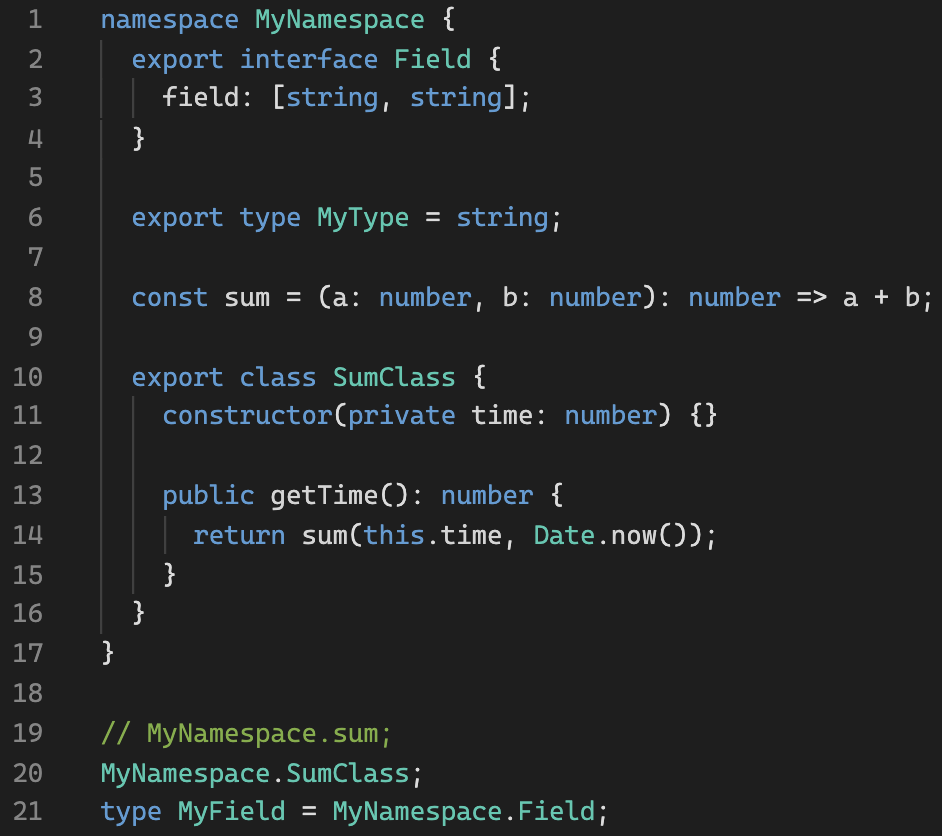 1 namespace MyNamespace {
2 export interface Field {
3 field: [string, string];
4 }
5
6 export type MyType = string;
7
8 const sum = (a: number, b: number): number => a + b;
9
10 export class SumClass {
11 constructor(private time: number) {}
12
13 public getTime(): number {
14 return sum(this.time, Date.now());
15 }
16 }
17 }
18
19 // MyNamespace.sum;
20 MyNamespace.SumClass;
21 type MyField = MyNamespace.Field;